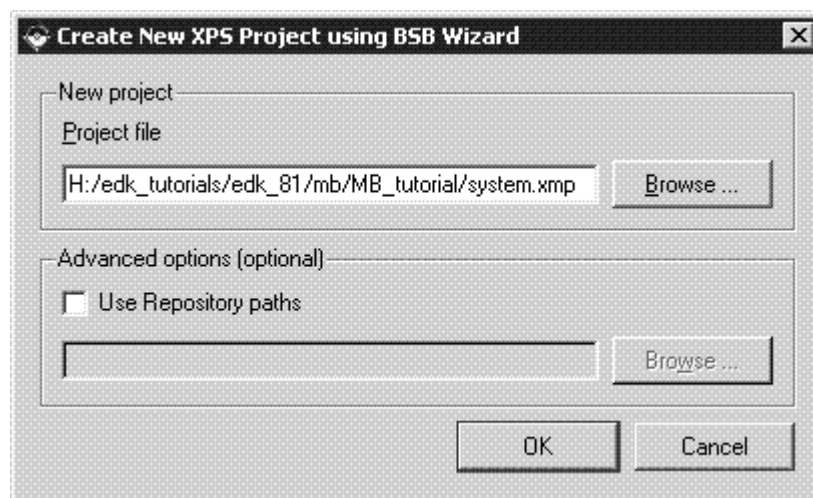 Create New XPS Project using BSB Wizard
New project
Project file
H:/edk_tutorials/edk_81/mb/MB_tutorial/system.xmp
Browse ...
Advanced options (optional)
Use Repository paths
Browse ...
OK
Cancel